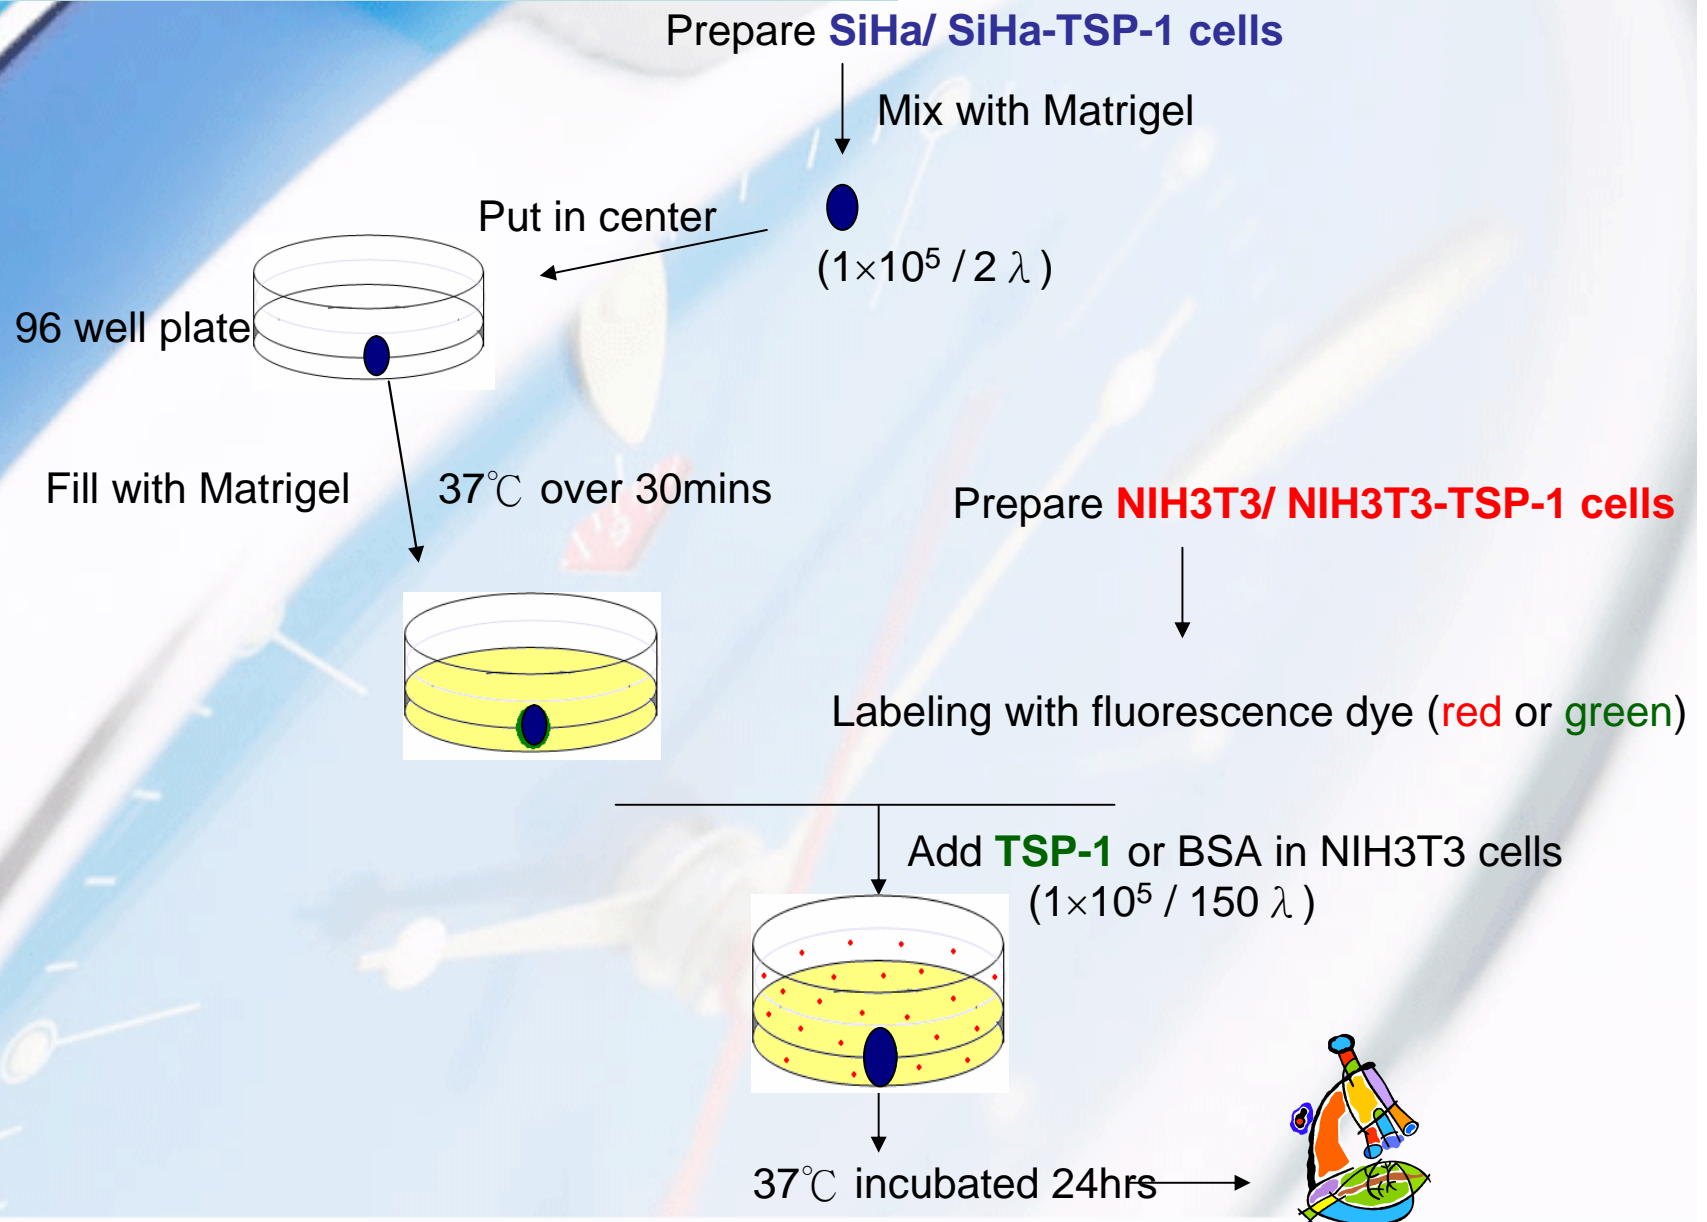 Prepare SiHa/ SiHa-TSP-1 cells
Mix with Matrigel
Put in center
(1×10⁵ / 2 λ )
96 well plate
Fill with Matrigel
37℃ over 30mins
Prepare NIH3T3/ NIH3T3-TSP-1 cells
Labeling with fluorescence dye (red or green)
Add TSP-1 or BSA in NIH3T3 cells
(1×10⁵ / 150 λ )
37℃ incubated 24hrs